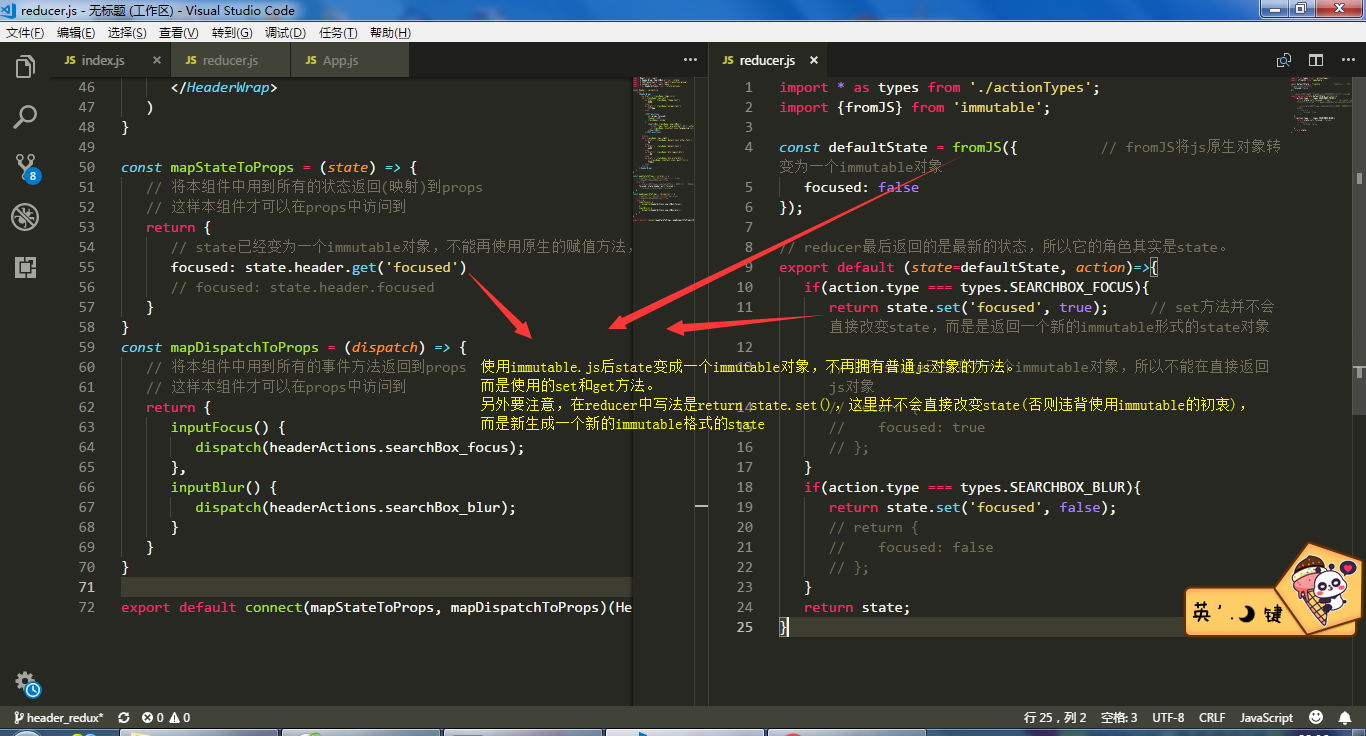 reducer.js - 无标题 (工作区) - Visual Studio Code
文件(F) 编辑(E) 选择(S) 查看(V) 转到(G) 调试(D) 任务(T) 帮助(H)
JS index.js × JS reducer.js JS App.js ···
46 </HeaderWrap>
47 )
48 }
49
50 const mapStateToProps = (state) => {
51 // 将本组件中用到所有的状态返回(映射)到props
52 // 这样本组件才可以在props中访问到
53 return {
54 // state已经变为一个immutable对象，不能再使用原生的赋值方法，
55 focused: state.header.get('focused')
56 // focused: state.header.focused
57 }
58 }
59 const mapDispatchToProps = (dispatch) => {
60 // 将本组件中用到所有的事件方法返回到props
61 // 这样本组件才可以在props中访问到
62 return {
63 inputFocus() {
64 dispatch(headerActions.searchBox_focus);
65 },
66 inputBlur() {
67 dispatch(headerActions.searchBox_blur);
68 }
69 }
70 }
71
72 export default connect(mapStateToProps, mapDispatchToProps)(He
JS reducer.js ×
1 import * as types from './actionTypes';
2 import {fromJS} from 'immutable';
3
4 const defaultState = fromJS({ // fromJS将js原生对象转
变为一个immutable对象
5 focused: false
6 });
7
8 // reducer最后返回的是最新的状态，所以它的角色其实是state。
9 export default (state=defaultState, action)=>{
10 if(action.type === types.SEARCHBOX_FOCUS){
11 return state.set('focused', true); // set方法并不会
直接改变state，而是是返回一个新的immutable形式的state对象
12
13 immutable对象，所以不能在直接返回
js对象
14
15 // focused: true
16 // };
17 }
18 if(action.type === types.SEARCHBOX_BLUR){
19 return state.set('focused', false);
20 // return {
21 // focused: false
22 // };
23 }
24 return state;
25 }
使用immutable.js后state变成一个immutable对象，不再拥有普通js对象的方法。
而是使用的set和get方法。
另外要注意，在reducer中写法是return state.set()，这里并不会直接改变state(否则违背使用immutable的初衷)，
而是新生成一个新的immutable格式的state
英 ' . 键
8
header_redux* 0 0 行 25，列 2 空格: 3 UTF-8 CRLF JavaScript